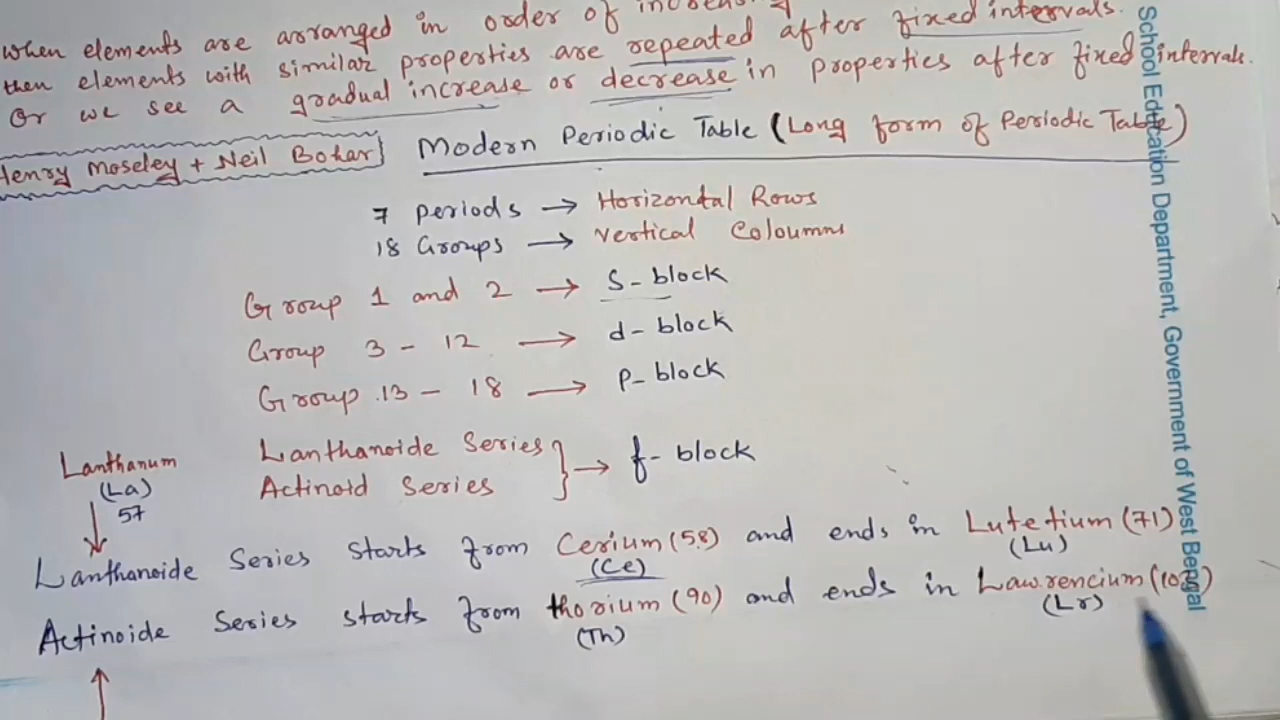 when elements are arranged in order of
then elements with similar properties are repeated after fixed intervals.
Or we see a gradual increase or decrease in properties after fixed intervals.
Henry Moseley + Neil Bohar
Modern Periodic Table (Long form of Periodic Table)
7 periods → Horizontal Rows
18 Groups → Vertical Coloumns
Group 1 and 2 → S-block
Group 3 - 12 → d-block
Group 13 - 18 → P-block
Lanthanoide Series
Actinoid Series
→ f-block
Lanthanum
(La)
57
Lanthanoide Series starts from Cerium (58) and ends in Lutetium (71)
(Ce)
(Lu)
Actinoide Series starts from thorium (90) and ends in Lawrencium
(Th)
(Lr)
School Education Department, Government of West Bengal